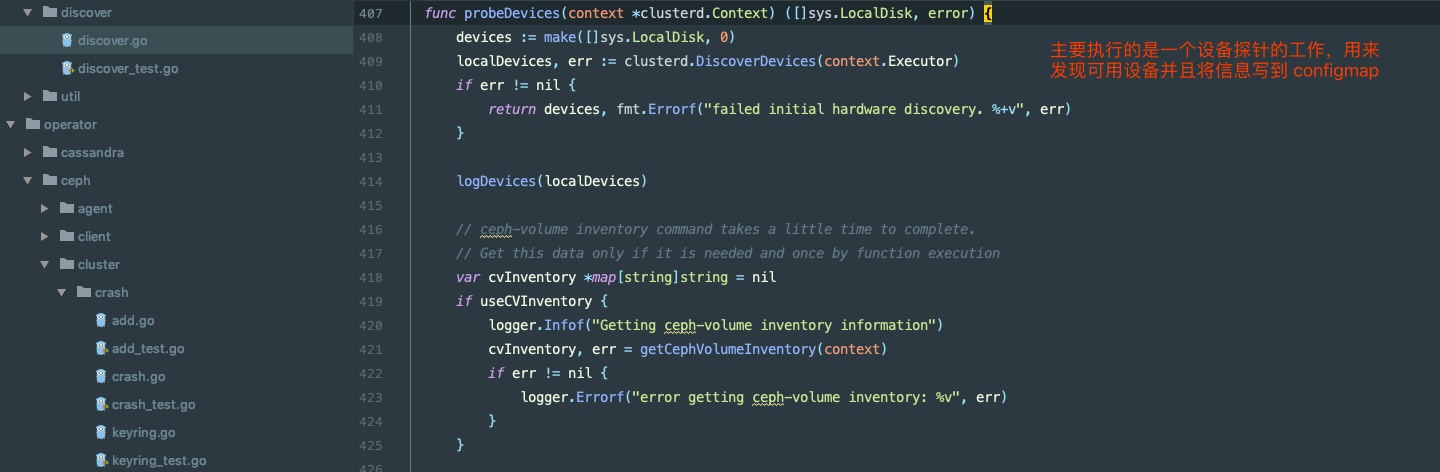 discover
discover.go
discover_test.go
util
operator
cassandra
ceph
agent
client
cluster
crash
add.go
add_test.go
crash.go
crash_test.go
keyring.go
keyring_test.go
407 func probeDevices(context *clusterd.Context) ([]sys.LocalDisk, error) {
408 devices := make([]sys.LocalDisk, 0)
409 localDevices, err := clusterd.DiscoverDevices(context.Executor)
410 if err != nil {
411 return devices, fmt.Errorf("failed initial hardware discovery. %+v", err)
412 }
413
414 logDevices(localDevices)
415
416 // ceph-volume inventory command takes a little time to complete.
417 // Get this data only if it is needed and once by function execution
418 var cvInventory *map[string]string = nil
419 if useCVInventory {
420 logger.Infof("Getting ceph-volume inventory information")
421 cvInventory, err = getCephVolumeInventory(context)
422 if err != nil {
423 logger.Errorf("error getting ceph-volume inventory: %v", err)
424 }
425 }
426
主要执行的是一个设备探针的工作，用来
发现可用设备并且将信息写到 configmap